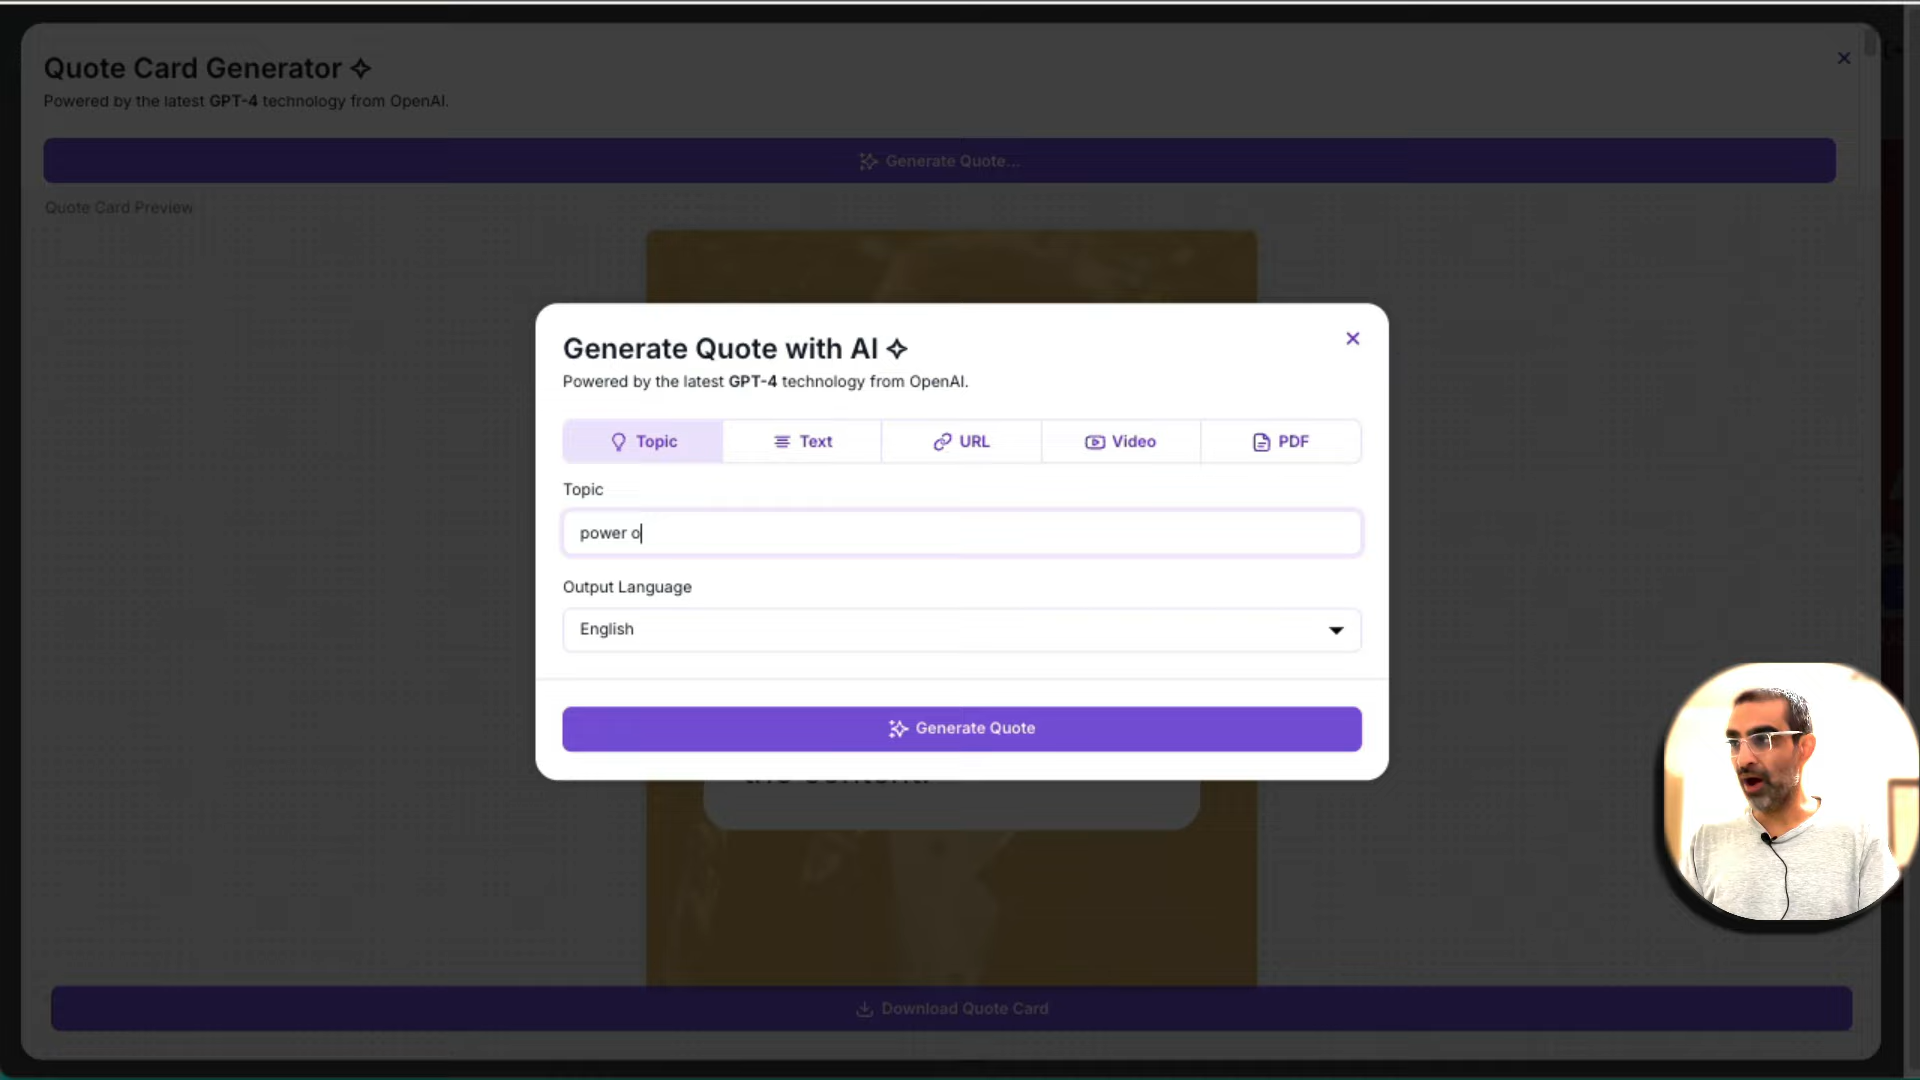 Quote Card Generator
Powered by the latest GPT-4 technology from OpenAI.
Generate Quote...
Quote Card Preview
Generate Quote with AI
Powered by the latest GPT-4 technology from OpenAI.
Topic
Text
URL
Video
PDF
Topic
power o
Output Language
English
Generate Quote
the content.
Download Quote Card